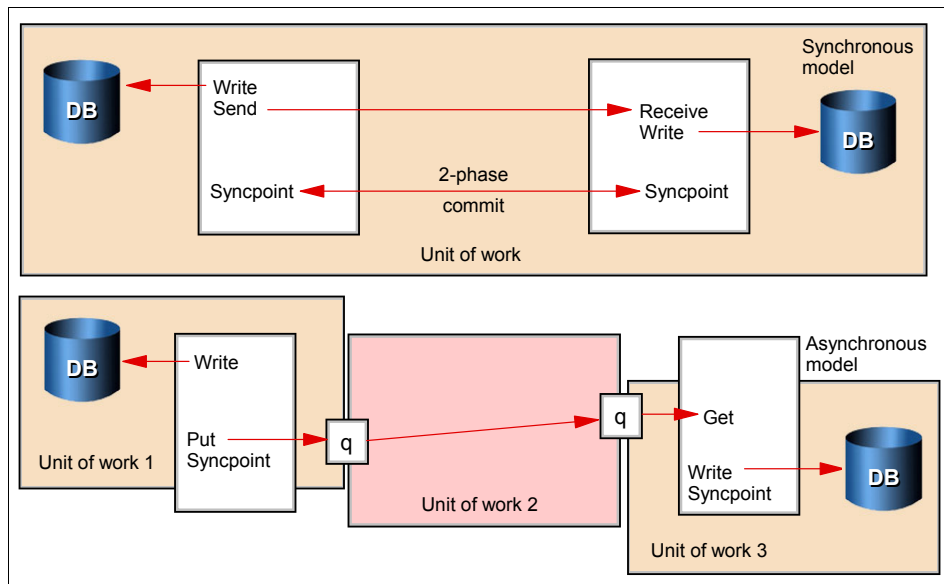 Synchronous
model
DB
Write
Send
Receive
Write
DB
2-phase
commit
Syncpoint
Syncpoint
Unit of work
Asynchronous
model
DB
Write
Put
Syncpoint
q
q
Get
Write
Syncpoint
DB
Unit of work 1
Unit of work 2
Unit of work 3